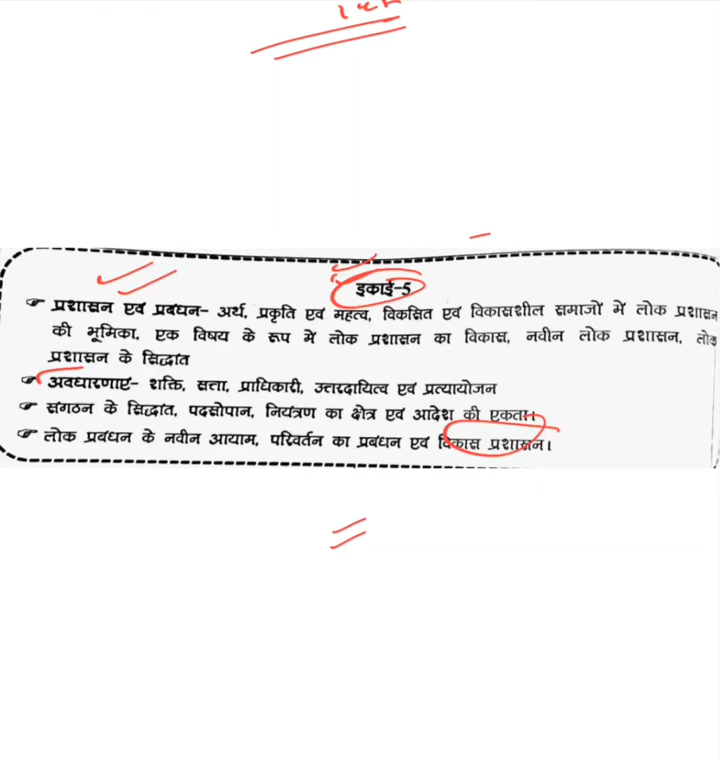 इकाई-5
☞ प्रशासन एवं प्रबंधन- अर्थ, प्रकृति एवं महत्व, विकसित एवं विकासशील समाजों में लोक प्रशासन
की भूमिका, एक विषय के रूप में लोक प्रशासन का विकास, नवीन लोक प्रशासन, लोक
प्रशासन के सिद्धांत
☞ अवधारणाएं- शक्ति, सत्ता, प्राधिकारी, उत्तरदायित्व एवं प्रत्यायोजन
☞ संगठन के सिद्धांत, पदसोपान, नियंत्रण का क्षेत्र एवं आदेश की एकता।
☞ लोक प्रबंधन के नवीन आयाम, परिवर्तन का प्रबंधन एवं विकास प्रशासन।